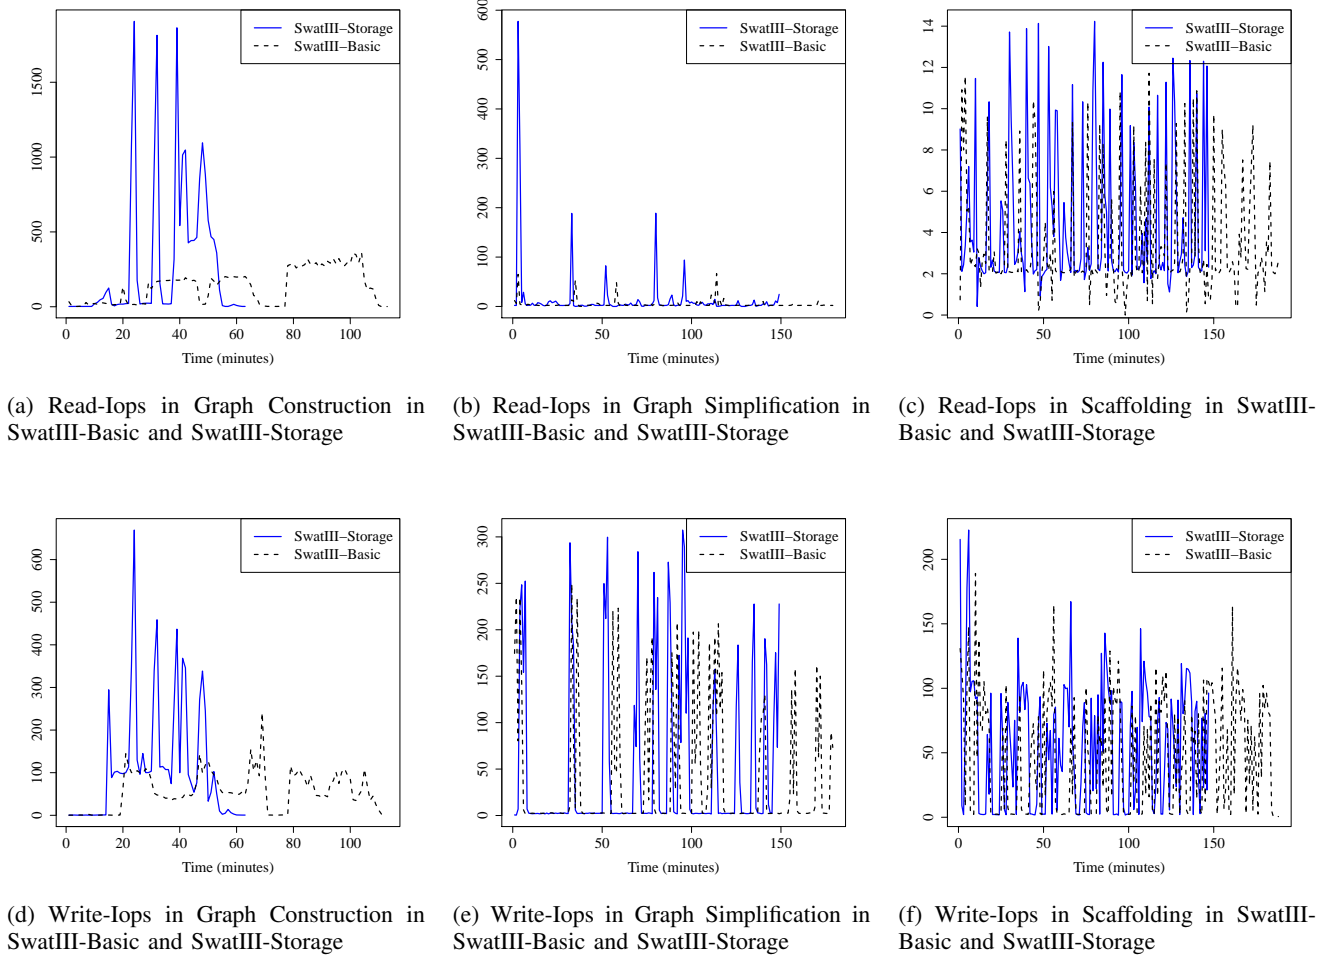 SwatIII–Storage
SwatIII–Basic
0 500 1000 1500
0 20 40 60 80 100
Time (minutes)
(a) Read-Iops in Graph Construction in
SwatIII-Basic and SwatIII-Storage
SwatIII–Storage
SwatIII–Basic
0 100 200 300 400 500 600
0 50 100 150
Time (minutes)
(b) Read-Iops in Graph Simplification in
SwatIII-Basic and SwatIII-Storage
SwatIII–Storage
SwatIII–Basic
0 2 4 6 8 10 12 14
0 50 100 150
Time (minutes)
(c) Read-Iops in Scaffolding in SwatIII-
Basic and SwatIII-Storage
SwatIII–Storage
SwatIII–Basic
0 100 200 300 400 500 600
0 20 40 60 80 100
Time (minutes)
(d) Write-Iops in Graph Construction in
SwatIII-Basic and SwatIII-Storage
SwatIII–Storage
SwatIII–Basic
0 50 100 150 200 250 300
0 50 100 150
Time (minutes)
(e) Write-Iops in Graph Simplification in
SwatIII-Basic and SwatIII-Storage
SwatIII–Storage
SwatIII–Basic
0 50 100 150 200
0 50 100 150
Time (minutes)
(f) Write-Iops in Scaffolding in SwatIII-
Basic and SwatIII-Storage